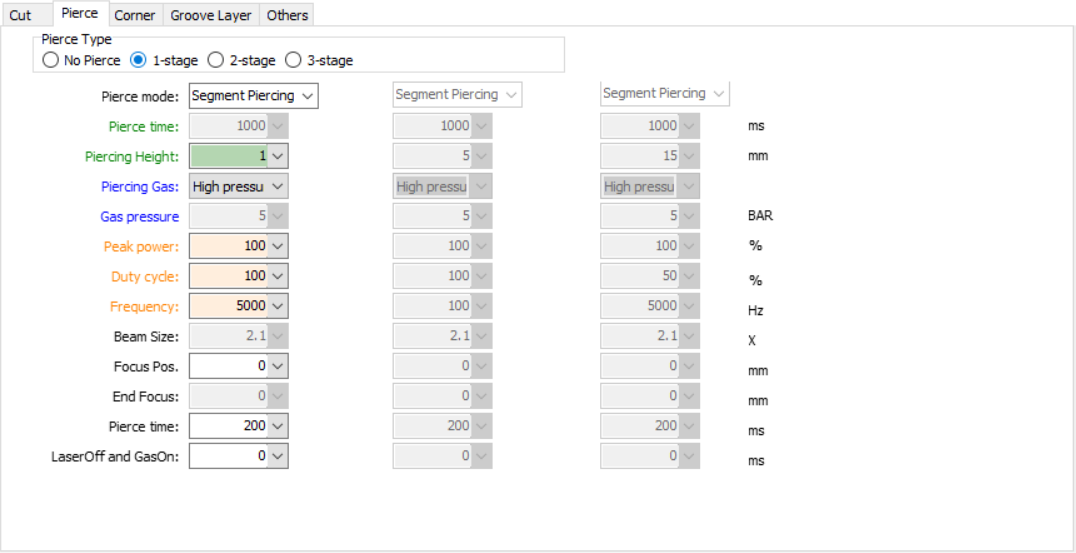 Cut Pierce Corner Groove Layer Others
Pierce Type
No Pierce 1-stage 2-stage 3-stage
Pierce mode: Segment Piercing Segment Piercing Segment Piercing
Pierce time: 1000 1000 1000 ms
Piercing Height: 1 5 15 mm
Piercing Gas: High pressu High pressu High pressu
Gas pressure 5 5 5 BAR
Peak power: 100 100 100 %
Duty cycle: 100 100 50 %
Frequency: 5000 100 5000 Hz
Beam Size: 2.1 2.1 2.1 X
Focus Pos. 0 0 0 mm
End Focus: 0 0 0 mm
Pierce time: 200 200 200 ms
LaserOff and GasOn: 0 0 0 ms